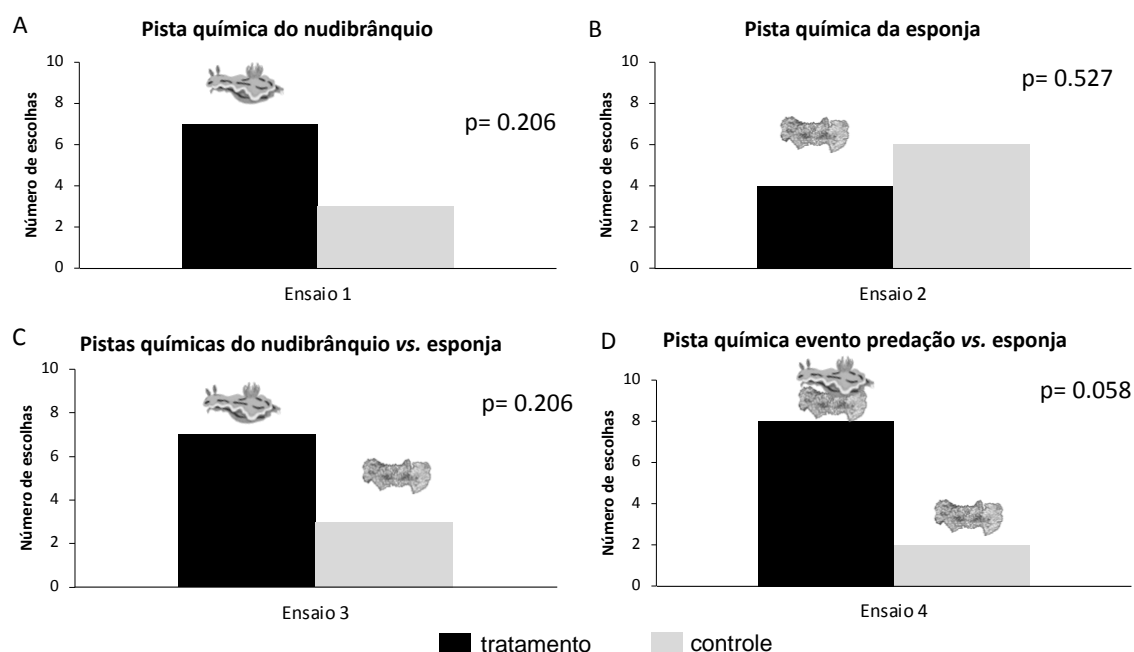 A
Pista química do nudibrânquio
Número de escolhas
10
8
6
4
2
0
p= 0.206
Ensaio 1
B
Pista química da esponja
Número de escolhas
10
8
6
4
2
0
p= 0.527
Ensaio 2
C
Pistas químicas do nudibrânquio vs. esponja
Número de escolhas
10
8
6
4
2
0
p= 0.206
Ensaio 3
D
Pista química evento predação vs. esponja
Número de escolhas
10
8
6
4
2
0
p= 0.058
Ensaio 4
tratamento
controle